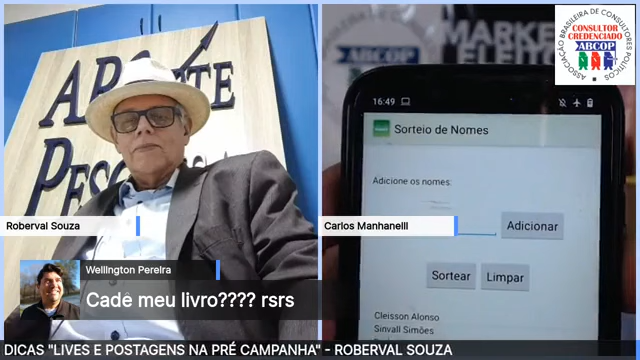 ASSOCIAÇÃO BRASILEIRA DE CONSULTORES POLÍTICOS
CONSULTOR
CREDENCIADO
ABCOP
16:49
Sorteio de Nomes
Adicione os nomes:
Adicionar
Sortear
Limpar
Cleisson Alonso
Sinvall Simões
Roberval Souza
Carlos Manhanelli
Wellington Pereira
Cadê meu livro???? rsrs
DICAS "LIVES E POSTAGENS NA PRÉ CAMPANHA" - ROBERVAL SOUZA